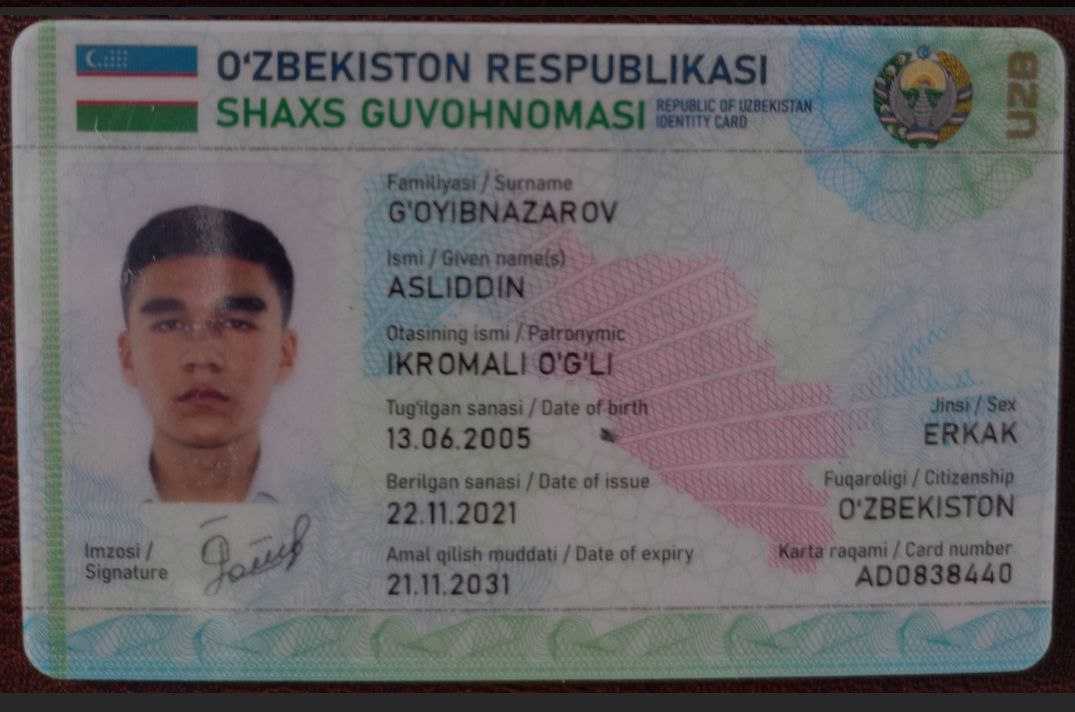 O‘ZBEKISTON RESPUBLIKASI
SHAXS GUVOHNOMASI
REPUBLIC OF UZBEKISTAN
IDENTITY CARD
UZB
Familiyasi / Surname
G'OYIBNAZAROV
Ismi / Given name(s)
ASLIDDIN
Otasining ismi / Patronymic
IKROMALI O'G'LI
Tug'ilgan sanasi / Date of birth
13.06.2005
Jinsi / Sex
ERKAK
Berilgan sanasi / Date of issue
22.11.2021
Fuqaroligi / Citizenship
O'ZBEKISTON
Amal qilish muddati / Date of expiry
21.11.2031
Karta raqami / Card number
AD0838440
Imzosi /
Signature